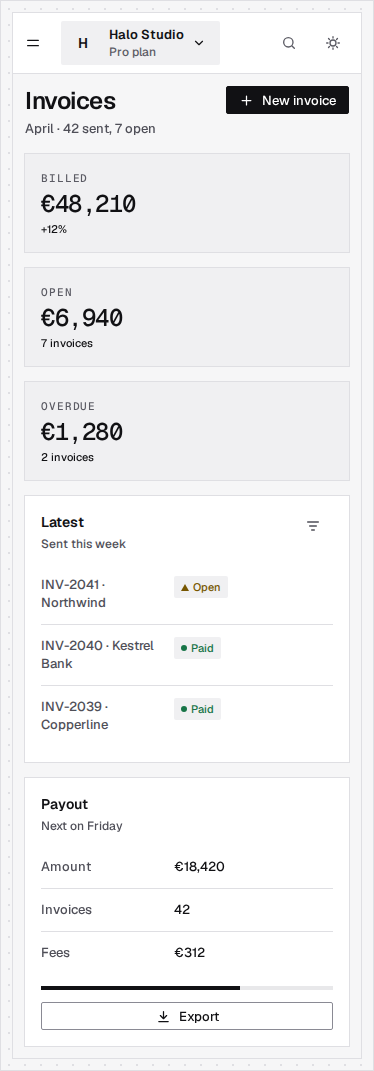 H
Halo Studio
Pro plan
Invoices
New invoice
April · 42 sent, 7 open
BILLED
€48,210
+12%
OPEN
€6,940
7 invoices
OVERDUE
€1,280
2 invoices
Latest
Sent this week
INV-2041 ·
Northwind
Open
INV-2040 · Kestrel
Bank
Paid
INV-2039 ·
Copperline
Paid
Payout
Next on Friday
Amount €18,420
Invoices 42
Fees €312
Export